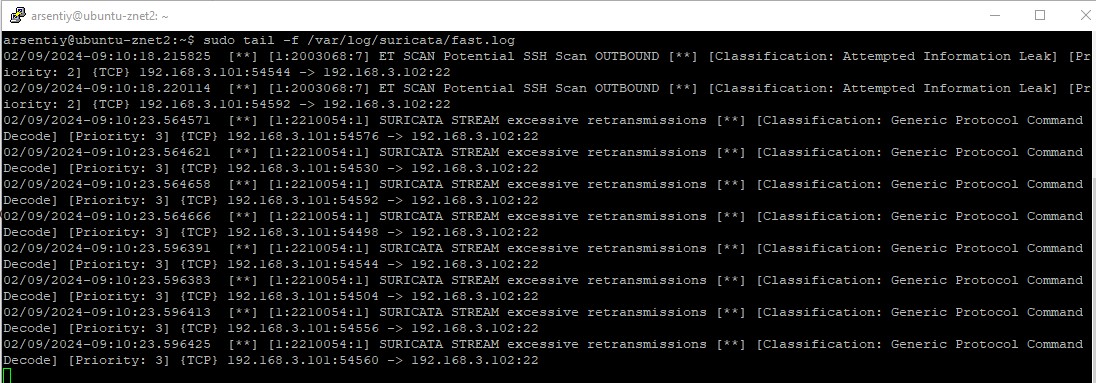 arsentiy@ubuntu-znet2: ~
arsentiy@ubuntu-znet2:~$ sudo tail -f /var/log/suricata/fast.log
02/09/2024-09:10:18.215825  [**] [1:2003068:7] ET SCAN Potential SSH Scan OUTBOUND [**] [Classification: Attempted Information Leak] [Pr
iority: 2] {TCP} 192.168.3.101:54544 -> 192.168.3.102:22
02/09/2024-09:10:18.220114  [**] [1:2003068:7] ET SCAN Potential SSH Scan OUTBOUND [**] [Classification: Attempted Information Leak] [Pr
iority: 2] {TCP} 192.168.3.101:54592 -> 192.168.3.102:22
02/09/2024-09:10:23.564571  [**] [1:2210054:1] SURICATA STREAM excessive retransmissions [**] [Classification: Generic Protocol Command
Decode] [Priority: 3] {TCP} 192.168.3.101:54576 -> 192.168.3.102:22
02/09/2024-09:10:23.564621  [**] [1:2210054:1] SURICATA STREAM excessive retransmissions [**] [Classification: Generic Protocol Command
Decode] [Priority: 3] {TCP} 192.168.3.101:54530 -> 192.168.3.102:22
02/09/2024-09:10:23.564658  [**] [1:2210054:1] SURICATA STREAM excessive retransmissions [**] [Classification: Generic Protocol Command
Decode] [Priority: 3] {TCP} 192.168.3.101:54592 -> 192.168.3.102:22
02/09/2024-09:10:23.564666  [**] [1:2210054:1] SURICATA STREAM excessive retransmissions [**] [Classification: Generic Protocol Command
Decode] [Priority: 3] {TCP} 192.168.3.101:54498 -> 192.168.3.102:22
02/09/2024-09:10:23.596391  [**] [1:2210054:1] SURICATA STREAM excessive retransmissions [**] [Classification: Generic Protocol Command
Decode] [Priority: 3] {TCP} 192.168.3.101:54544 -> 192.168.3.102:22
02/09/2024-09:10:23.596383  [**] [1:2210054:1] SURICATA STREAM excessive retransmissions [**] [Classification: Generic Protocol Command
Decode] [Priority: 3] {TCP} 192.168.3.101:54504 -> 192.168.3.102:22
02/09/2024-09:10:23.596413  [**] [1:2210054:1] SURICATA STREAM excessive retransmissions [**] [Classification: Generic Protocol Command
Decode] [Priority: 3] {TCP} 192.168.3.101:54556 -> 192.168.3.102:22
02/09/2024-09:10:23.596425  [**] [1:2210054:1] SURICATA STREAM excessive retransmissions [**] [Classification: Generic Protocol Command
Decode] [Priority: 3] {TCP} 192.168.3.101:54560 -> 192.168.3.102:22